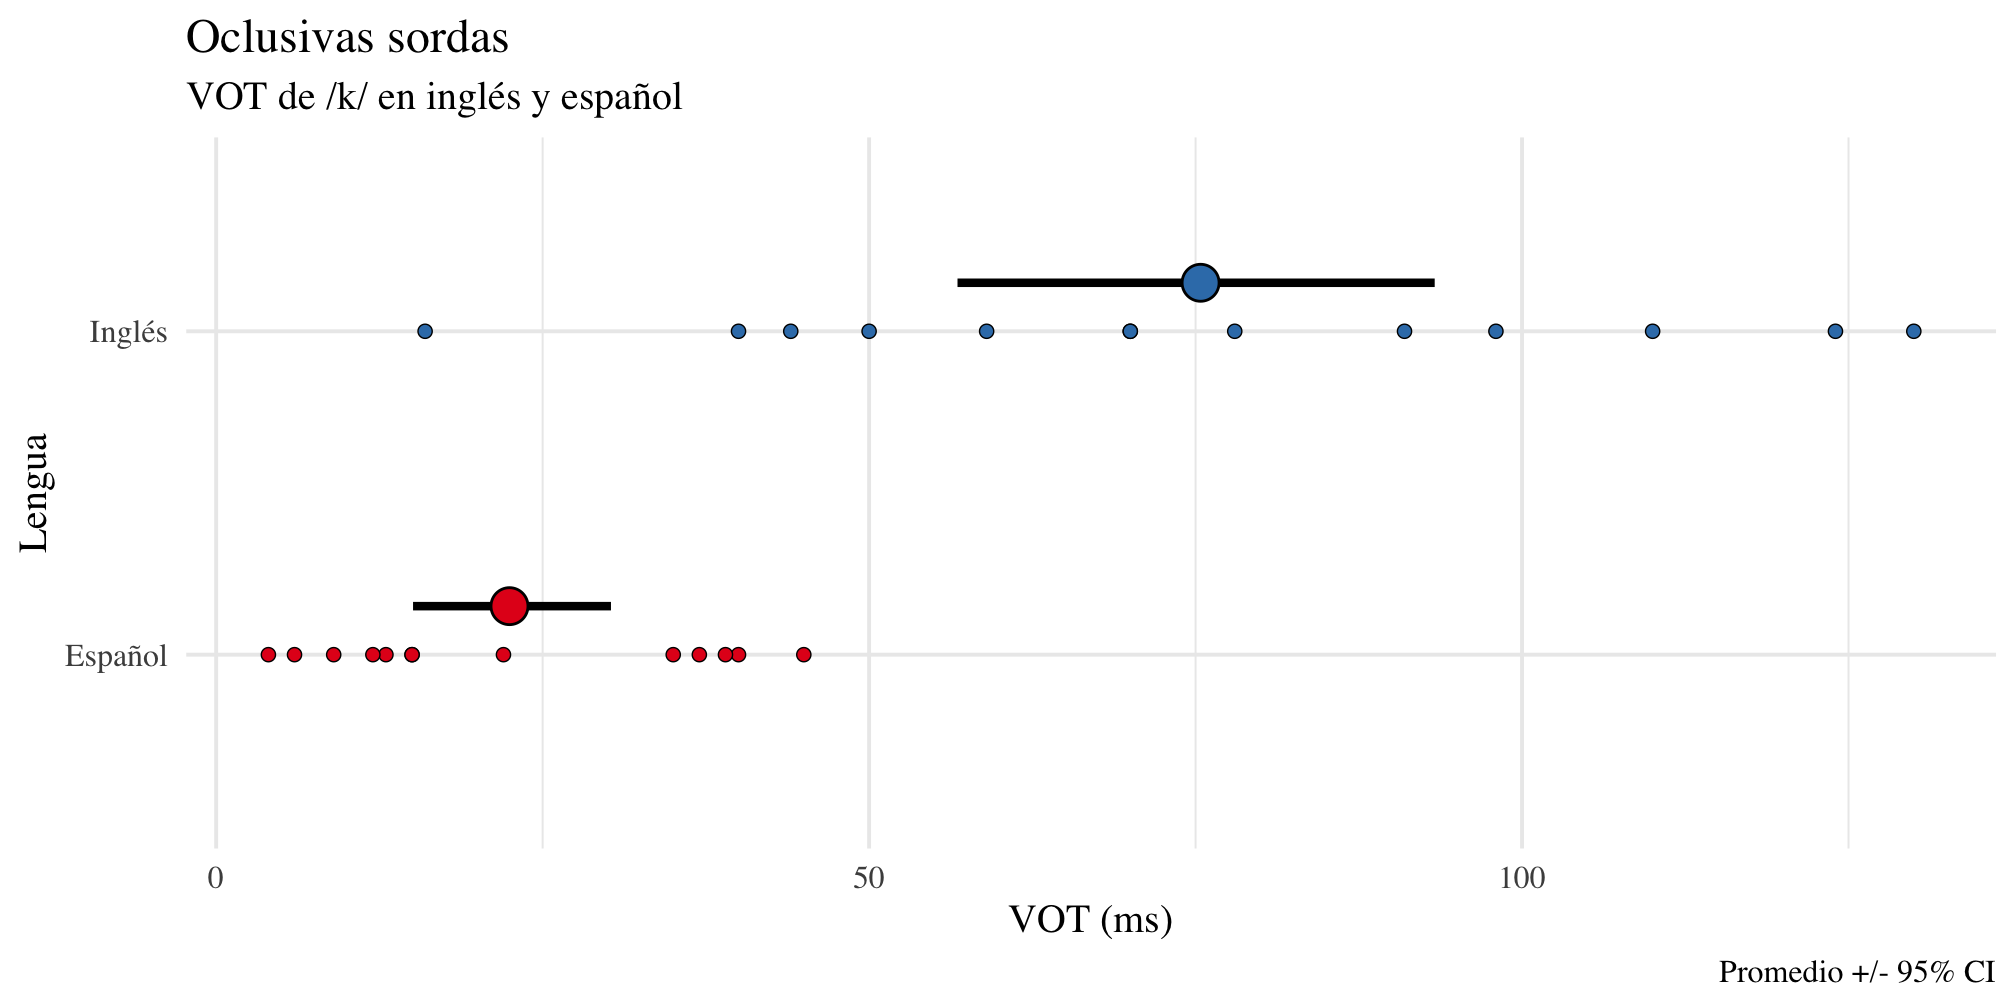 Oclusivas sordas
VOT de /k/ en inglés y español
Inglés
Lengua
Español
0
50
100
VOT (ms)
Promedio +/- 95% CI